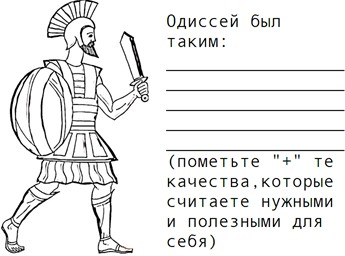 Одиссей был
таким:
(пометьте "+" те
качества,которые
считаете нужными
и полезными для
себя)